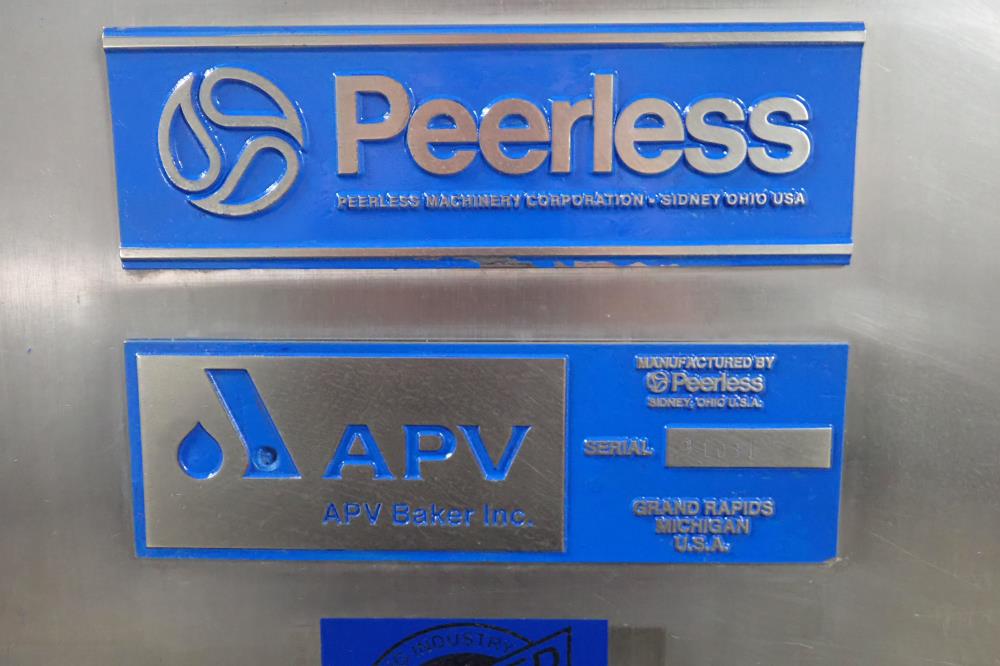 Peerless
PEERLESS MACHINERY CORPORATION • SIDNEY OHIO USA
APV
APV Baker Inc.
MANUFACTURED BY
Peerless
SIDNEY, OHIO U.S.A.
SERIAL
GRAND RAPIDS
MICHIGAN
U.S.A.
INDUSTRY